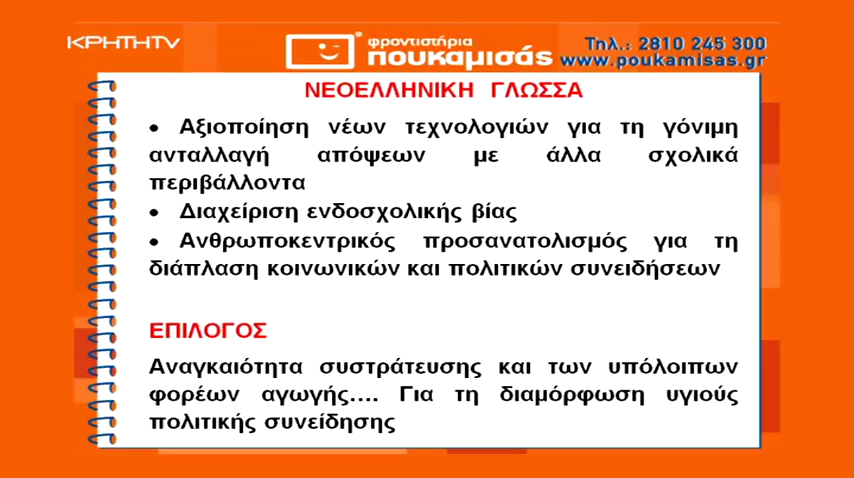 ΚΡΗΤΗTV
φροντιστήρια
πουκαμισάς
Τηλ.: 2810 245 300
www.poukamisas.gr
ΝΕΟΕΛΛΗΝΙΚΗ ΓΛΩΣΣΑ
• Αξιοποίηση νέων τεχνολογιών για τη γόνιμη
ανταλλαγή απόψεων με άλλα σχολικά
περιβάλλοντα
• Διαχείριση ενδοσχολικής βίας
• Ανθρωποκεντρικός προσανατολισμός για τη
διάπλαση κοινωνικών και πολιτικών συνειδήσεων
ΕΠΙΛΟΓΟΣ
Αναγκαιότητα συστράτευσης και των υπόλοιπων
φορέων αγωγής.... Για τη διαμόρφωση υγιούς
πολιτικής συνείδησης